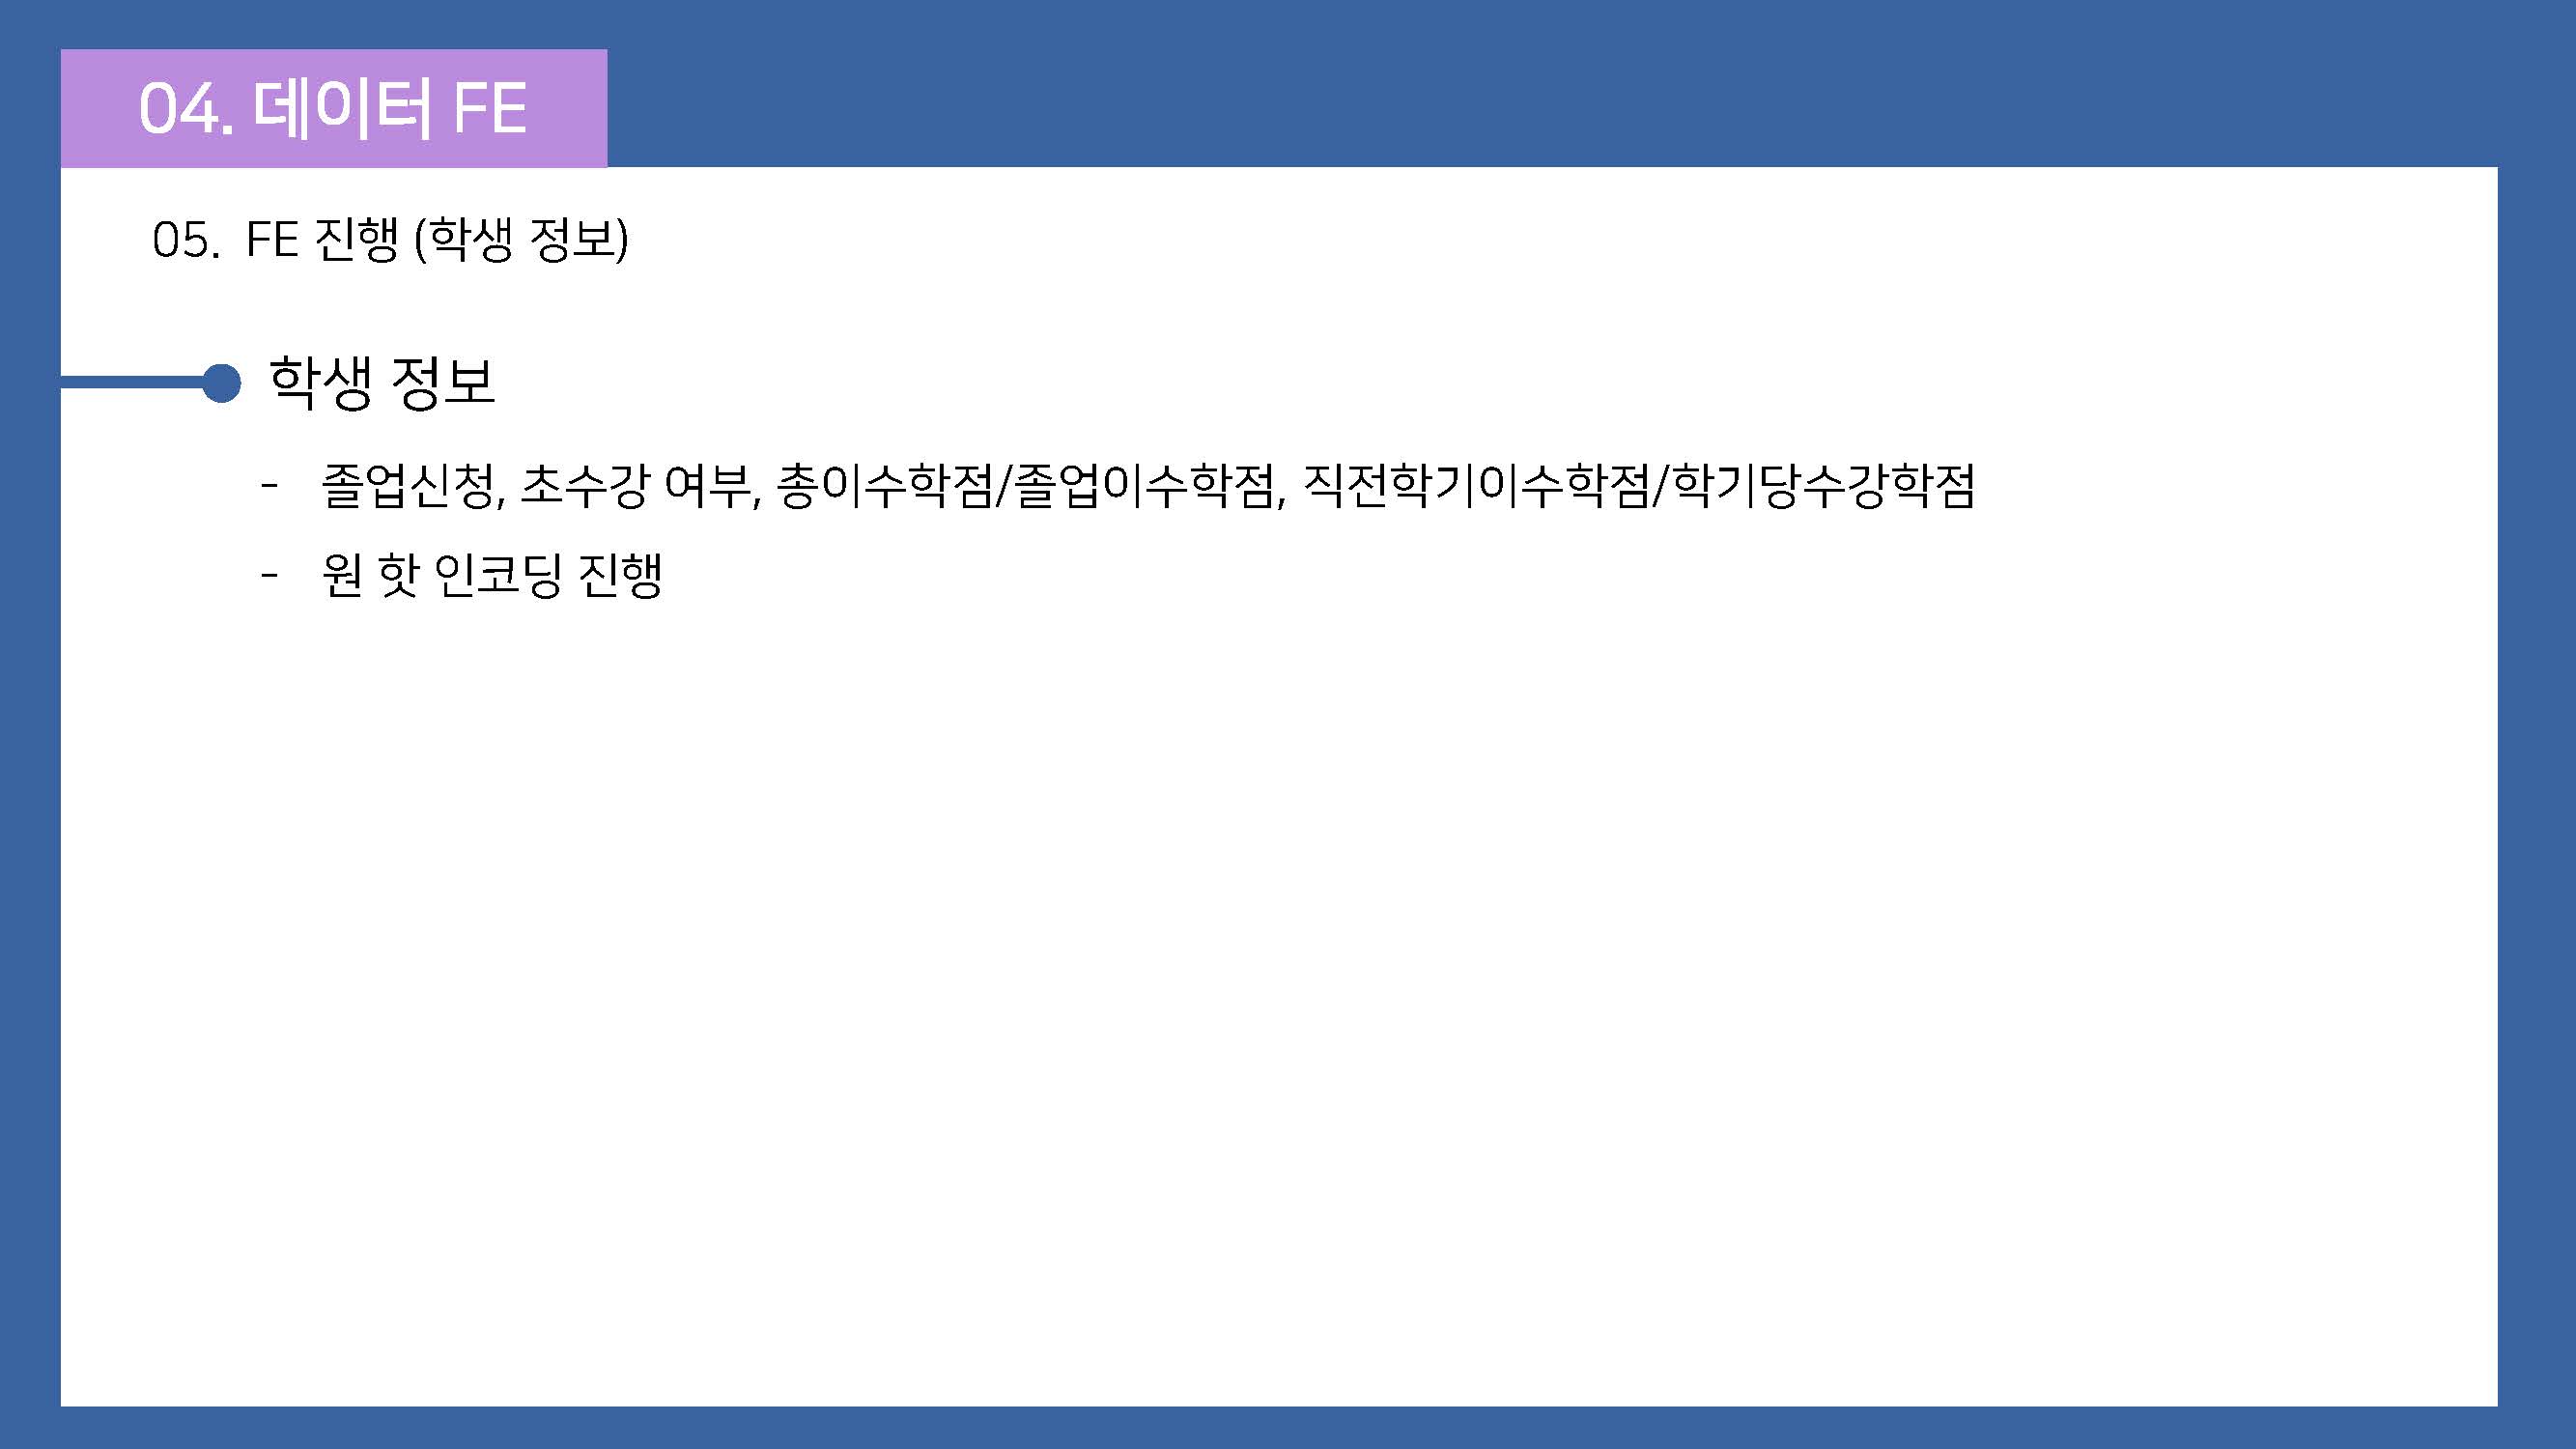 04. 데이터 FE
05. FE 진행 (학생 정보)
학생 정보
- 졸업신청, 초수강 여부, 총이수학점/졸업이수학점, 직전학기이수학점/학기당수강학점
- 원 핫 인코딩 진행